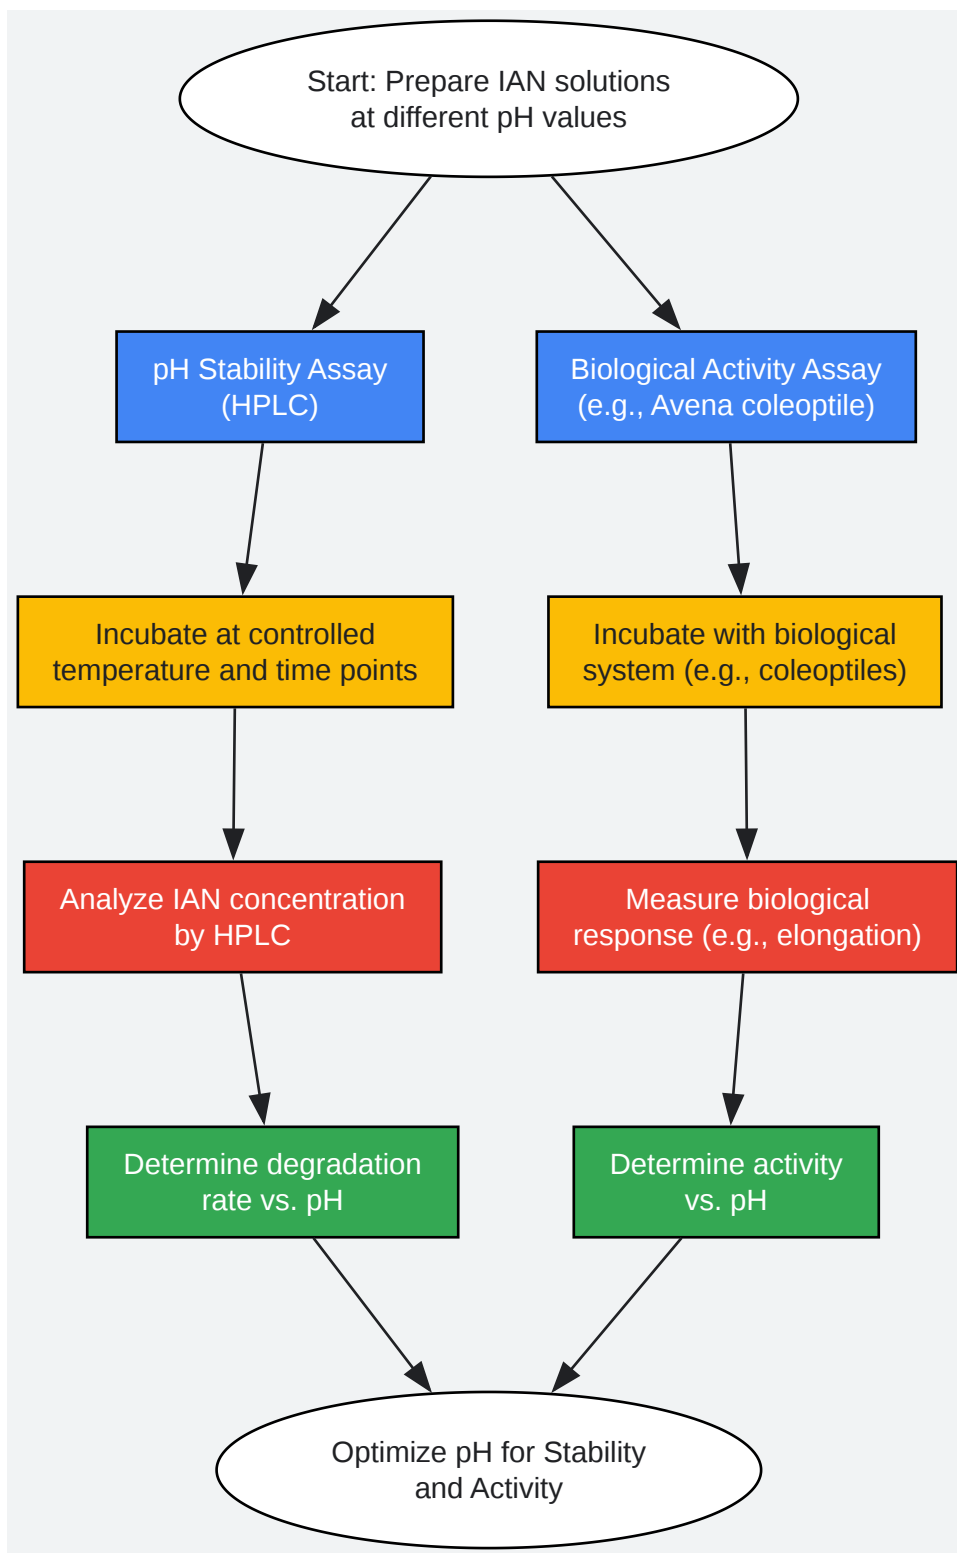 Start: Prepare IAN solutions
at different pH values
pH Stability Assay
(HPLC)
Biological Activity Assay
(e.g., Avena coleoptile)
Incubate at controlled
temperature and time points
Incubate with biological
system (e.g., coleoptiles)
Analyze IAN concentration
by HPLC
Measure biological
response (e.g., elongation)
Determine degradation
rate vs. pH
Determine activity
vs. pH
Optimize pH for Stability
and Activity